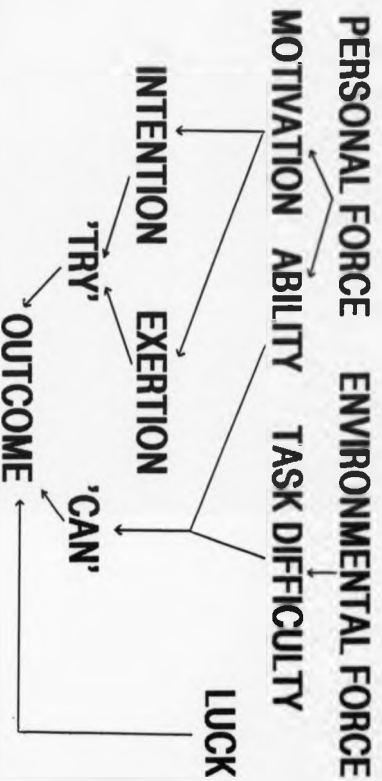 PERSONAL FORCE ENVIRONMENTAL FORCE
MOTIVATION ABILITY TASK DIFFICULTY
LUCK
INTENTION EXERTION
'TRY' 'CAN'
OUTCOME